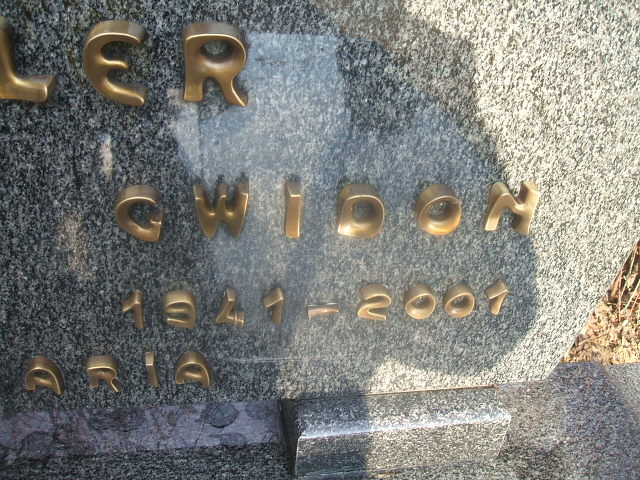 LER
GWIDON
1941-2001
ARIA